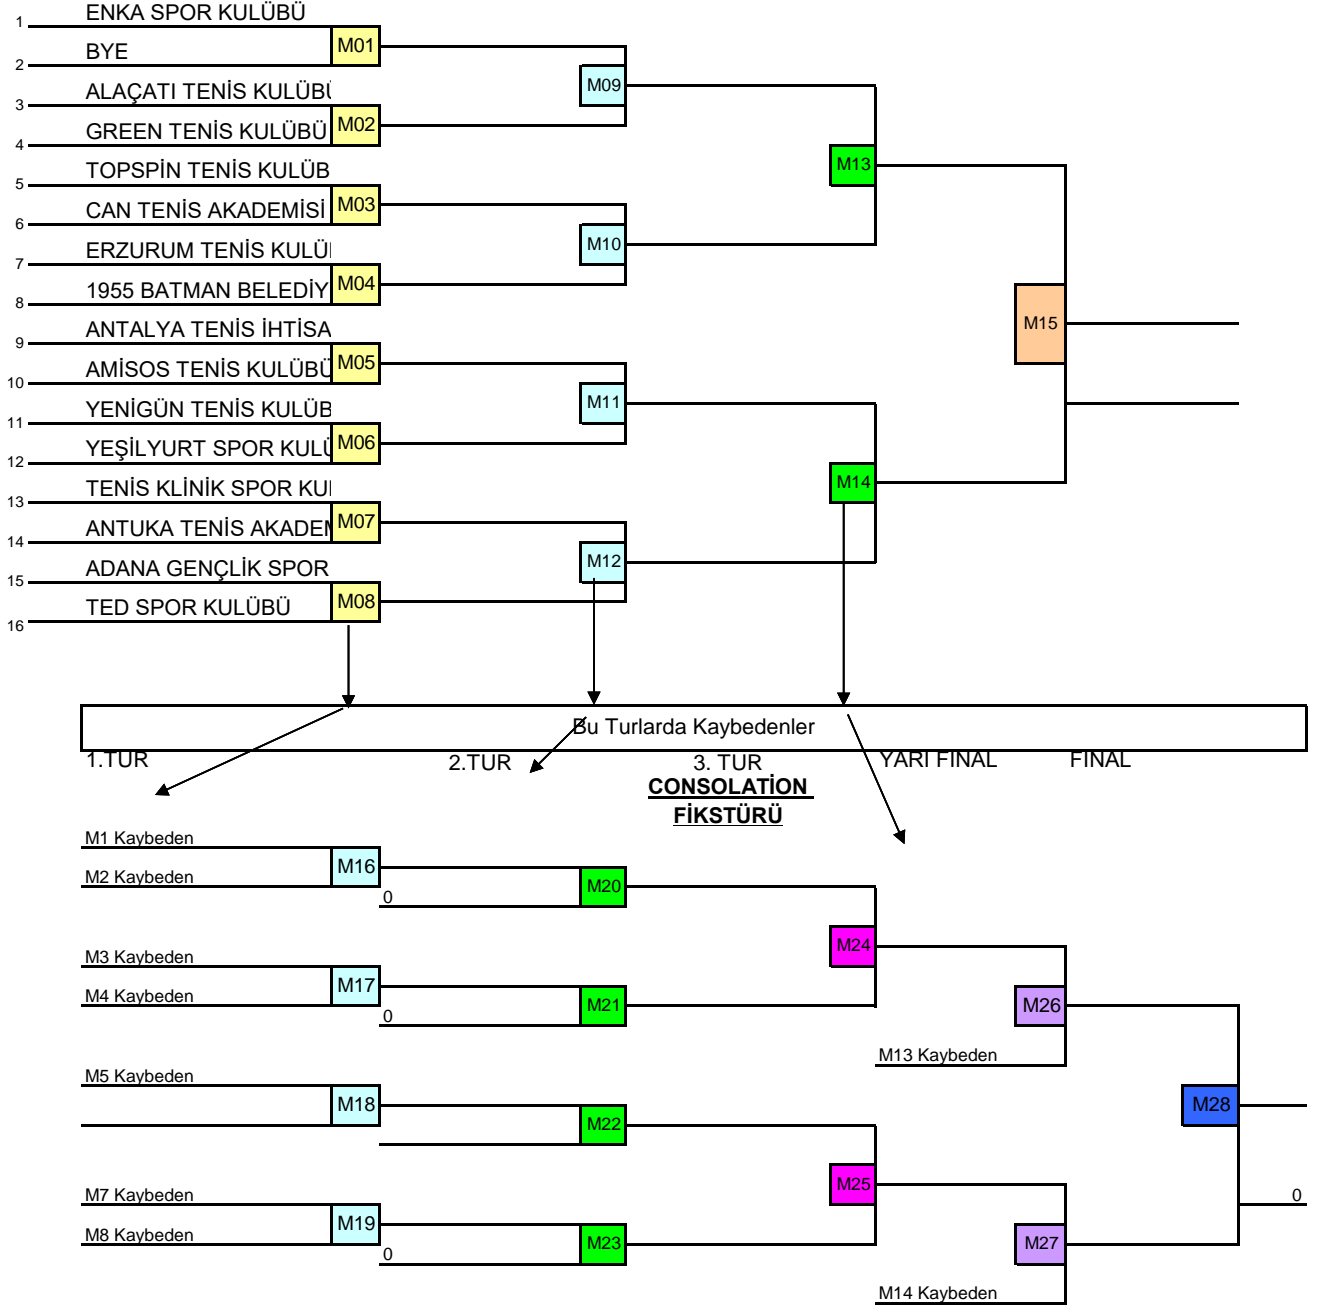 1 ENKA SPOR KULÜBÜ
M01
2 BYE
M09
3 ALAÇATI TENİS KULÜBÜ
M02
4 GREEN TENİS KULÜBÜ
M13
5 TOPSPİN TENİS KULÜB
M03
6 CAN TENİS AKADEMİSİ
M10
7 ERZURUM TENİS KULÜ
M04
8 1955 BATMAN BELEDİY
M15
9 ANTALYA TENİS İHTİSA
M05
10 AMİSOS TENİS KULÜBÜ
M11
11 YENİGÜN TENİS KULÜB
M06
12 YEŞİLYURT SPOR KULÜ
M14
13 TENİS KLİNİK SPOR KU
M07
14 ANTUKA TENİS AKADEM
M12
15 ADANA GENÇLİK SPOR
M08
16 TED SPOR KULÜBÜ
Bu Turlarda Kaybedenler
1.TUR 2.TUR 3. TUR YARI FİNAL FİNAL
CONSOLATİON
FİKSTÜRÜ
M1 Kaybeden
M16
M2 Kaybeden
M20
0
M24
M3 Kaybeden
M17
M4 Kaybeden
M21
M26
0
M13 Kaybeden
M5 Kaybeden
M18
M28
M22
M25
M7 Kaybeden
0
M19
M8 Kaybeden
M23
M27
0
M14 Kaybeden